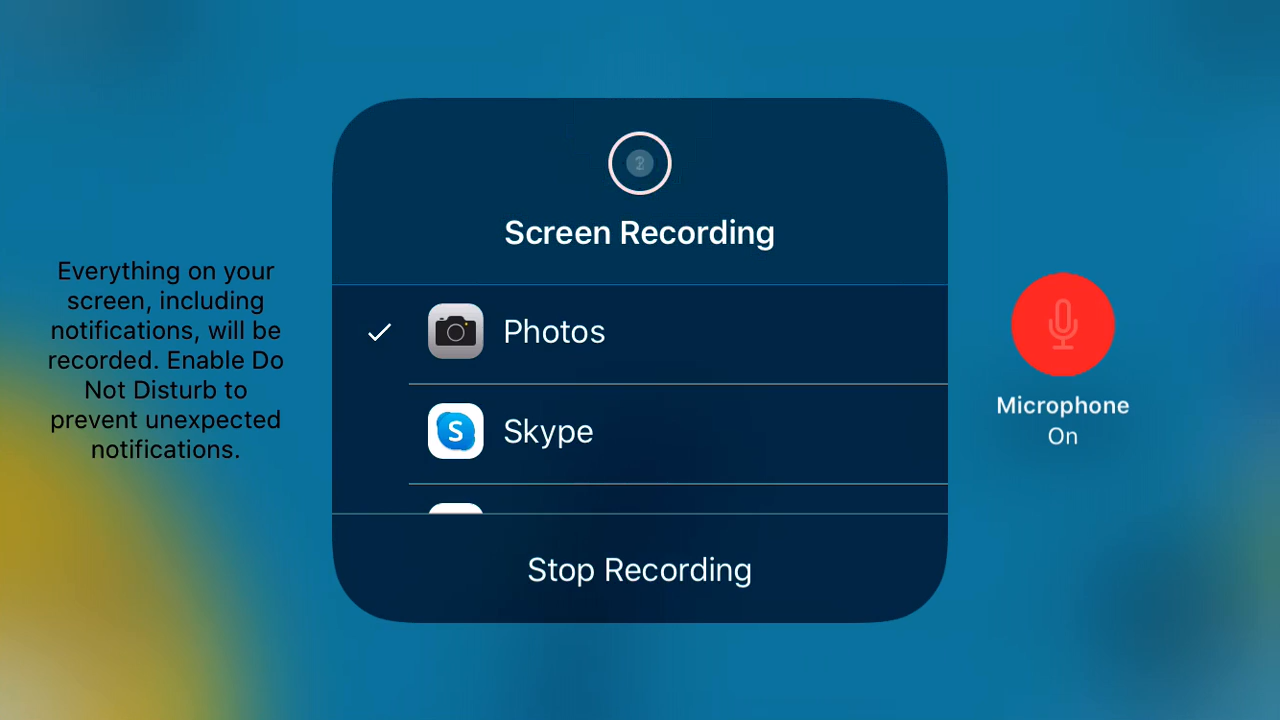 Screen Recording
Everything on your
screen, including
notifications, will be
recorded. Enable Do
Not Disturb to
prevent unexpected
notifications.
Photos
S
Skype
Stop Recording
Microphone
On